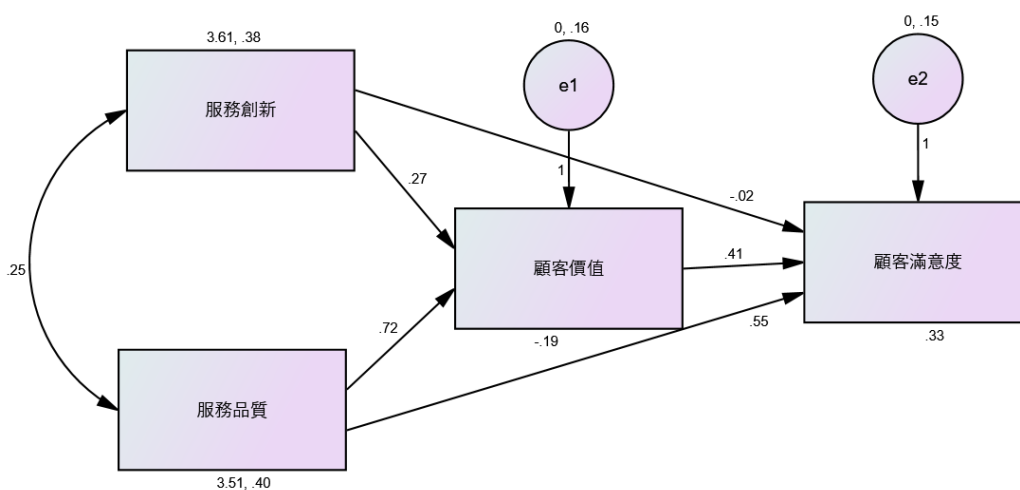 0, .15
0, .16
3.61, .38
e2
e1
服務創新
1
1
.27
-.02
顧客滿意度
顧客價值
.41
.25
.72
.55
-.19
.33
服務品質
3.51, .40